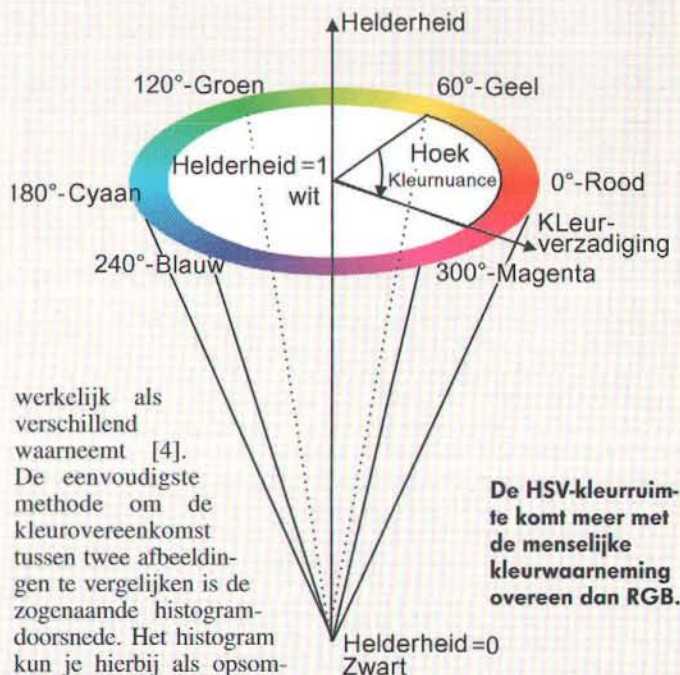 Helderheid
120°-Groen
60°-Geel
Helderheid=1
wit
Hoek
Kleurnuance
180°-Cyaan
0°-Rood
KLeur-
verzadiging
240°-Blauw
300°-Magenta
werkelijk als
verschillend
waarneemt [4].
De eenvoudigste
methode om de
kleurovereenkomst
tussen twee afbeeldin-
gen te vergelijken is de
zogenaamde histogram-
doorsnede. Het histogram
kun je hierbij als opsom-
De HSV-kleurruim-
te komt meer met
de menselijke
kleurwaarneming
overeen dan RGB.
Helderheid=0
Zwart